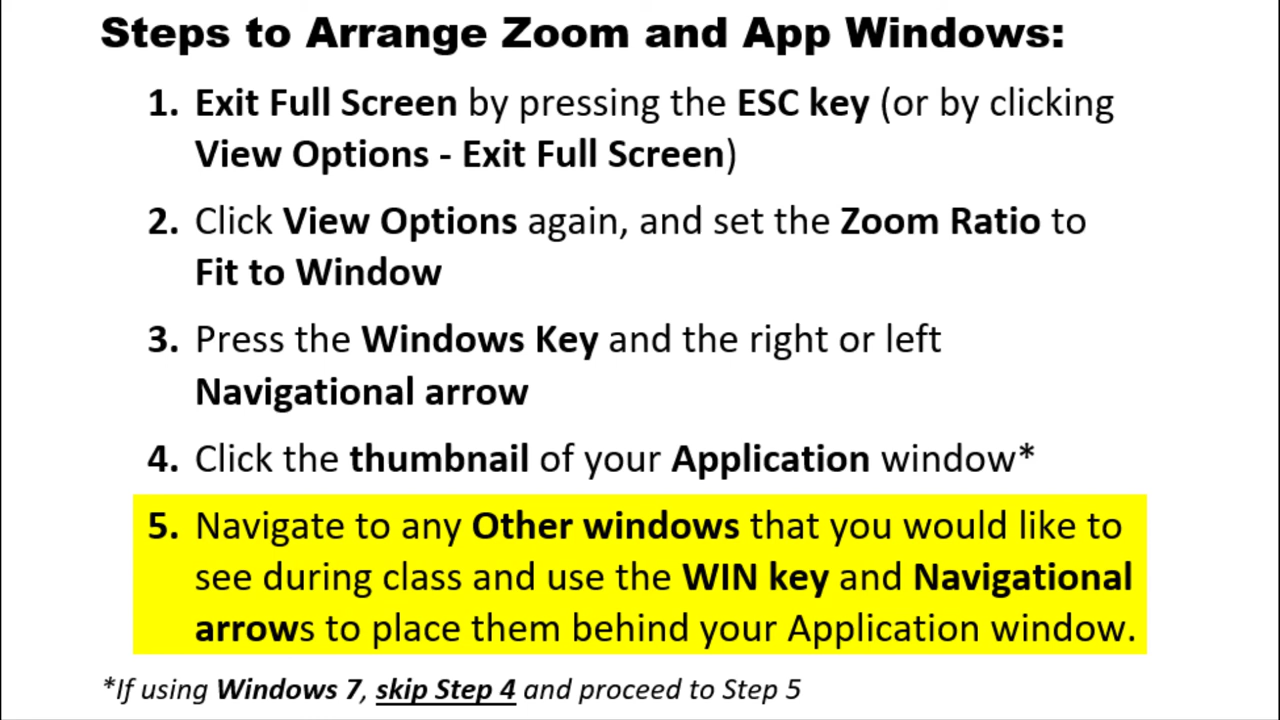 Steps to Arrange Zoom and App Windows:
1. Exit Full Screen by pressing the ESC key (or by clicking
View Options - Exit Full Screen)
2. Click View Options again, and set the Zoom Ratio to
Fit to Window
3. Press the Windows Key and the right or left
Navigational arrow
4. Click the thumbnail of your Application window*
5. Navigate to any Other windows that you would like to
see during class and use the WIN key and Navigational
arrows to place them behind your Application window.
*If using Windows 7, skip Step 4 and proceed to Step 5